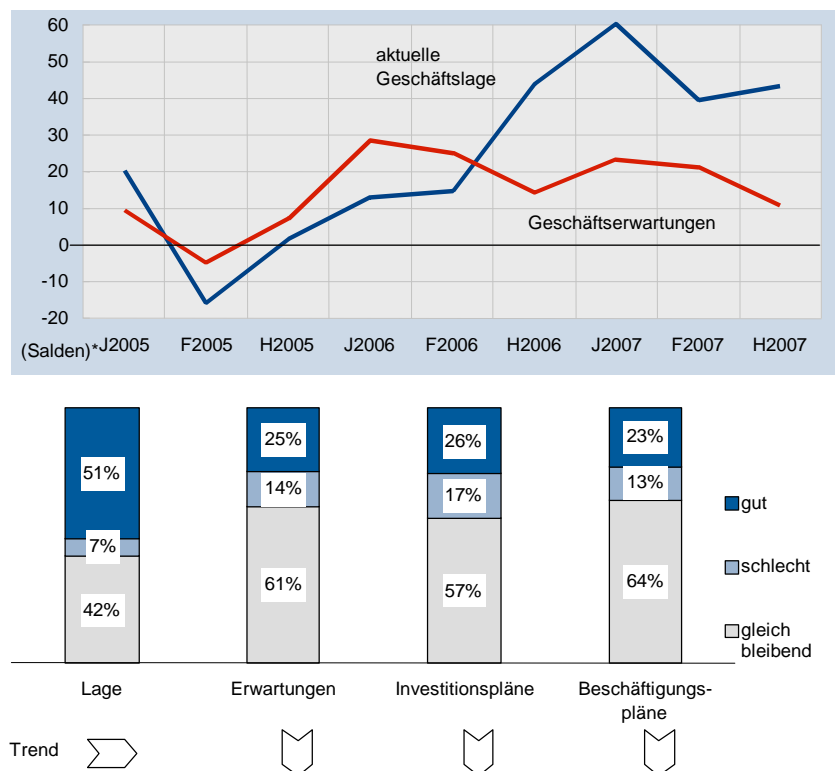 60
50
40
30
20
10
0
-10
-20
aktuelle
Geschäftslage
Geschäftserwartungen
(Salden)* J2005 F2005 H2005 J2006 F2006 H2006 J2007 F2007 H2007
51% 25% 26% 23%
7% 14% 17% 13%
42% 61% 57% 64%
gut
schlecht
gleich
bleibend
Lage Erwartungen Investitionspläne Beschäftigungs-
pläne
Trend